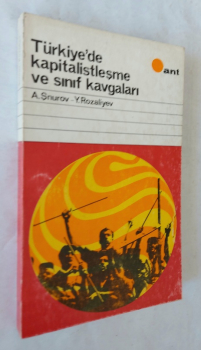 Türkiye'de
kapitalistleşme
ve sınıf kavgaları
ant
A.Şnurov - Y.Rozaliyev